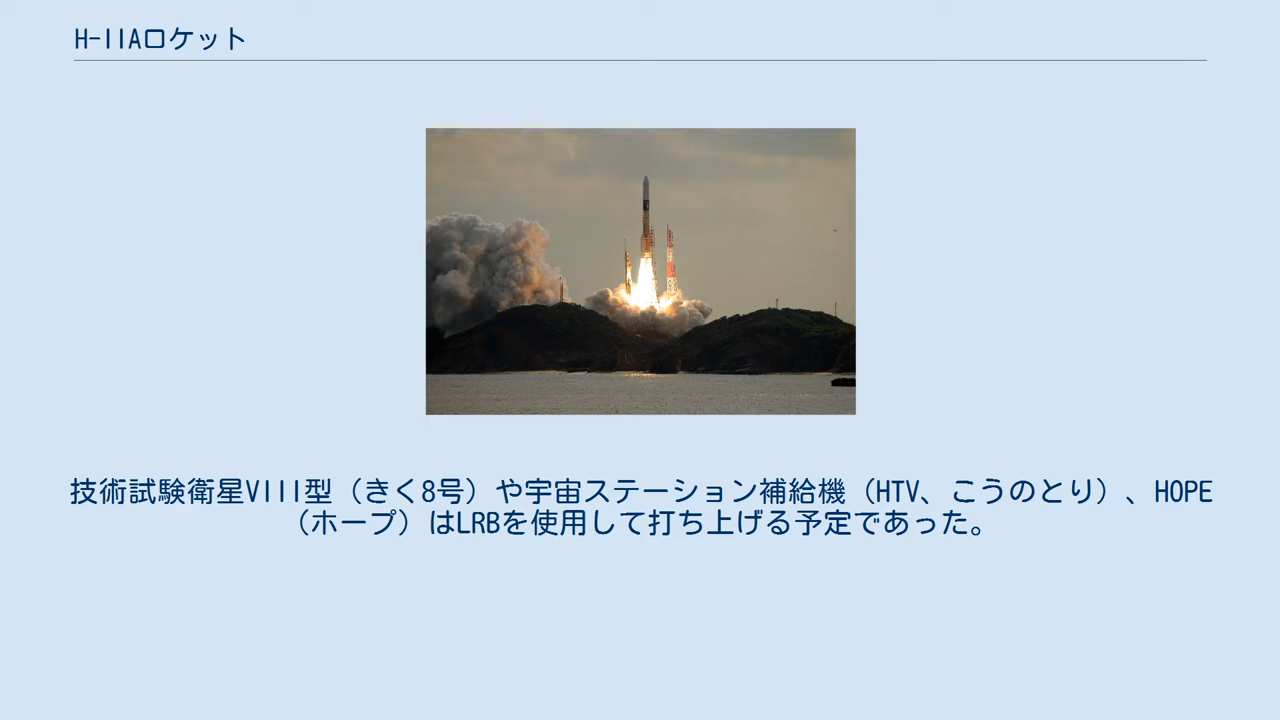 H-IIAロケット
技術試験衛星VIII型（きく8号）や宇宙ステーション補給機（HTV、こうのとり）、HOPE
（ホープ）はLRBを使用して打ち上げる予定であった。